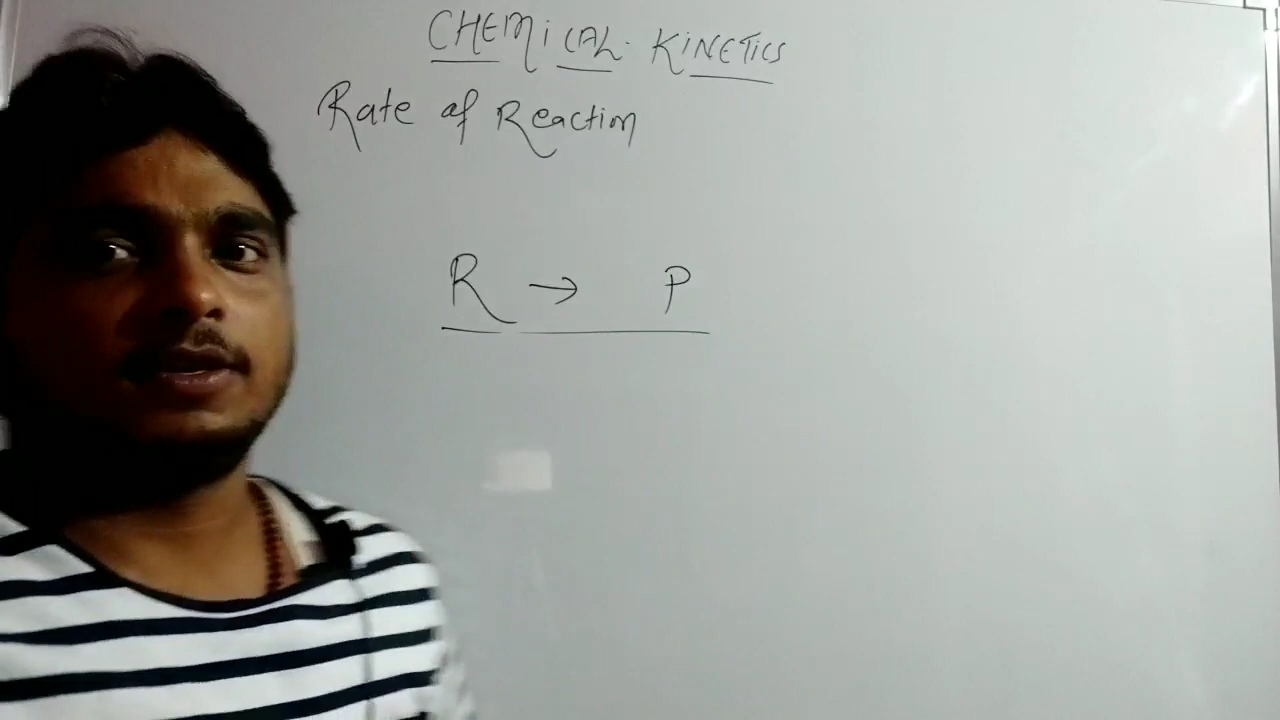 CHEMiCAL KiNETiCS
Rate of Reaction
R → P